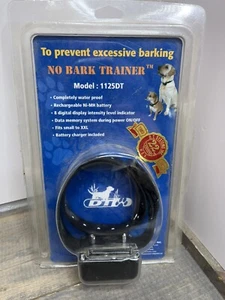 To prevent excessive barking
NO BARK TRAINER™
Model : 1125DT
• Completely water proof
• Rechargeable Ni-MH battery
• 8 digital display intensity level indicator
• Data memory system during power ON/OFF
• Fits small to XXL
• Battery charger included